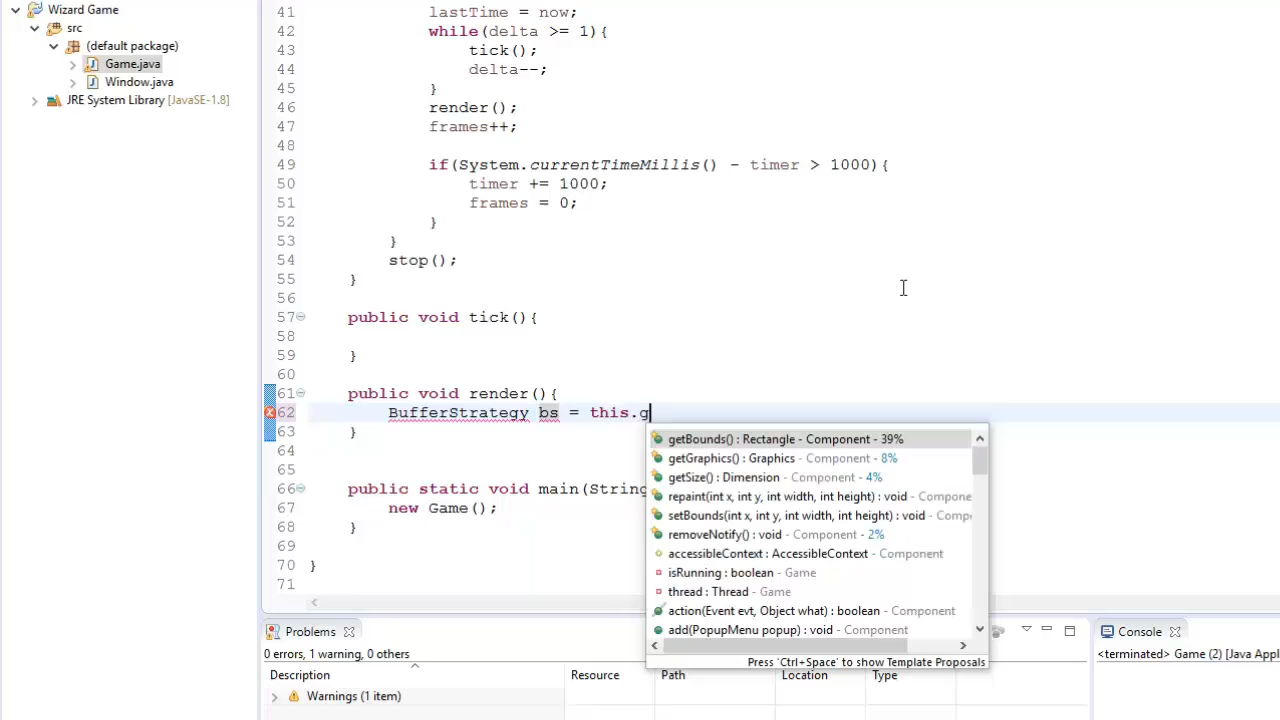 Wizard Game
src
(default package)
Game.java
Window.java
JRE System Library [JavaSE-1.8]
41 lastTime = now;
42 while(delta >= 1){
43 tick();
44 delta--;
45 }
46 render();
47 frames++;
48
49 if(System.currentTimeMillis() - timer > 1000){
50 timer += 1000;
51 frames = 0;
52 }
53 }
54 stop();
55 }
56
57 public void tick(){
58
59 }
60
61 public void render(){
62 BufferStrategy bs = this.g
63 }
64
65
66 public static void main(String
67 new Game();
68 }
69
70 }
71
getBounds() : Rectangle - Component - 39%
getGraphics() : Graphics - Component - 8%
getSize() : Dimension - Component - 4%
repaint(int x, int y, int width, int height) : void - Compone
setBounds(int x, int y, int width, int height) : void - Comp
removeNotify() : void - Component - 2%
accessibleContext : AccessibleContext - Component
isRunning : boolean - Game
thread : Thread - Game
action(Event evt, Object what) : boolean - Component
add(PopupMenu popup) : void - Component
Press 'Ctrl+Space' to show Template Proposals
Problems
0 errors, 1 warning, 0 others
Description Resource Path Location Type
Warnings (1 item)
Console
<terminated> Game (2) [Java Appl